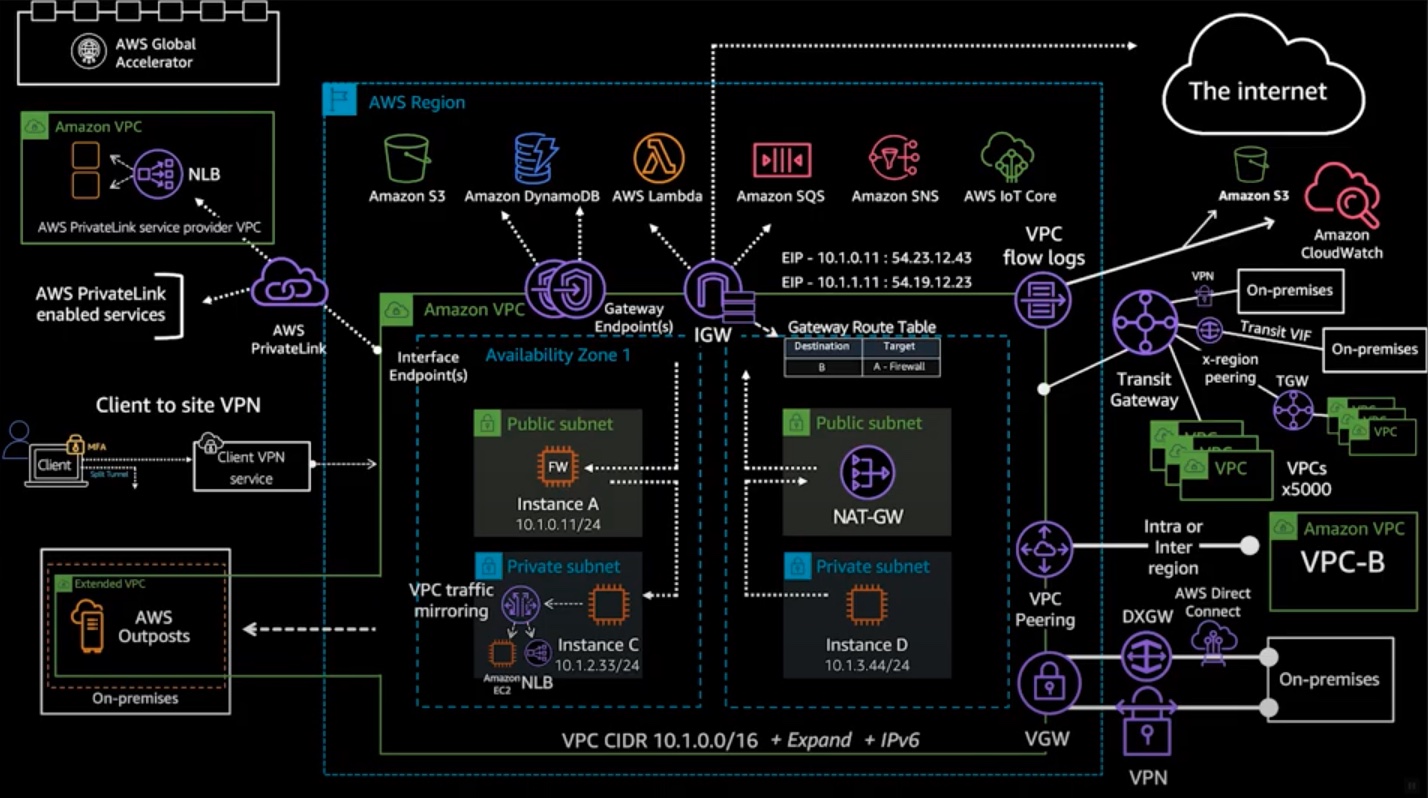 AWS Global
Accelerator
The internet
AWS Region
Amazon VPC
NLB
AWS PrivateLink service provider VPC
Amazon S3
Amazon DynamoDB
AWS Lambda
Amazon SQS
Amazon SNS
AWS IoT Core
Amazon S3
Amazon
CloudWatch
VPC
flow logs
EIP - 10.1.0.11 : 54.23.12.43
EIP - 10.1.1.11 : 54.19.12.23
AWS PrivateLink
enabled services
AWS
PrivateLink
Amazon VPC
Gateway
Endpoint(s)
IGW
Gateway Route Table
Destination
Target
B
A - Firewall
Interface
Endpoint(s)
Availability Zone 1
VPN
On-premises
Transit VIF
On-premises
x-region
peering
Transit
Gateway
TGW
VPC
VPC
VPC
VPC
VPCs
x5000
Client to site VPN
Client
MFA
Split Tunnel
Client VPN
service
Public subnet
FW
Instance A
10.1.0.11/24
Public subnet
NAT-GW
Private subnet
VPC traffic
mirroring
Instance C
10.1.2.33/24
Amazon
EC2
NLB
Private subnet
Instance D
10.1.3.44/24
VPC
Peering
Intra or
Inter
region
Amazon VPC
VPC-B
Extended VPC
AWS
Outposts
On-premises
DXGW
AWS Direct
Connect
On-premises
VGW
VPN
VPC CIDR 10.1.0.0/16 + Expand + IPv6